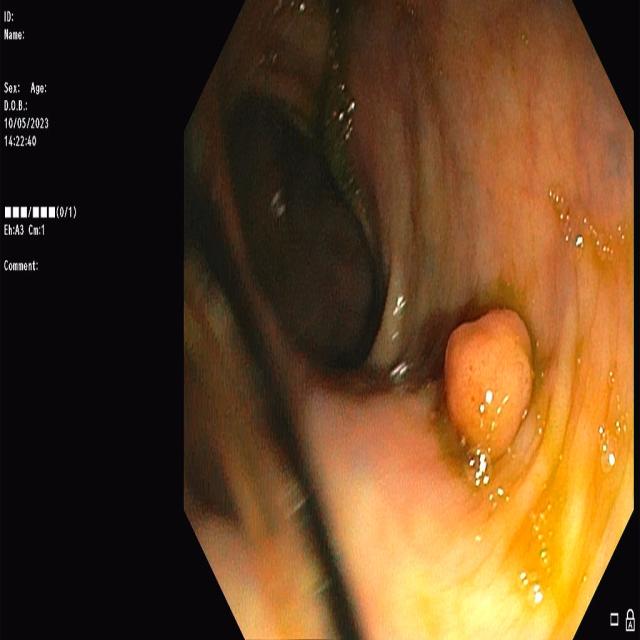 ID:
Name:
Sex: Age:
D.O.B.:
10/05/2023
14:22:40
■■■/■■■(0/1)
Eh:A3 Cm:1
Comment:
A